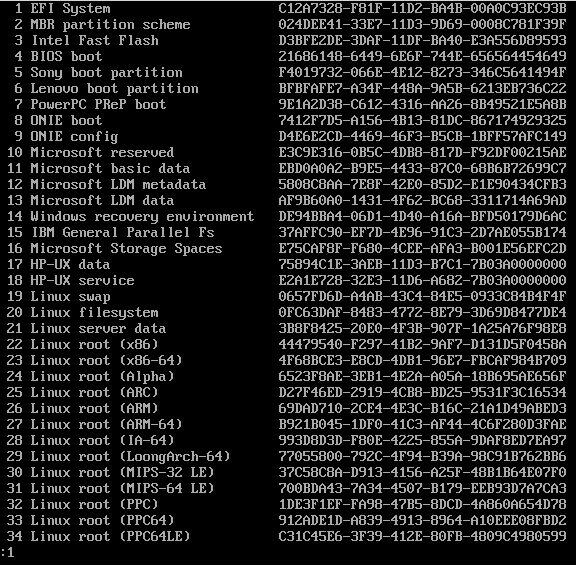 1 EFI System C12A7328-F81F-11D2-BA4B-00A0C93EC93B
2 MBR partition scheme 024DEE41-33E7-11D3-9D69-0008C781F39F
3 Intel Fast Flash D3BFE2DE-3DAF-11DF-BA40-E3A556D89593
4 BIOS boot 21686148-6449-6E6F-744E-656564454649
5 Sony boot partition F4019732-066E-4E12-8273-346C5641494F
6 Lenovo boot partition BFBFAFE7-A34F-448A-9A5B-6213EB736C22
7 PowerPC PReP boot 9E1A2D38-C612-4316-AA26-8B49521E5A8B
8 ONIE boot 7412F7D5-A156-4B13-81DC-867174929325
9 ONIE config D4E6E2CD-4469-46F3-B5CB-1BFF57AFC149
10 Microsoft reserved E3C9E316-0B5C-4DB8-817D-F92DF00215AE
11 Microsoft basic data EBD0A0A2-B9E5-4433-87C0-68B6B72699C7
12 Microsoft LDM metadata 5808C8AA-7E8F-42E0-85D2-E1E90434CFB3
13 Microsoft LDM data AF9B60A0-1431-4F62-BC68-3311714A69AD
14 Windows recovery environment DE94BBA4-06D1-4D40-A16A-BFD50179D6AC
15 IBM General Parallel Fs 37AFFC90-EF7D-4E96-91C3-2D7AE055B174
16 Microsoft Storage Spaces E75CAF8F-F680-4CEE-AFA3-B001E56EFC2D
17 HP-UX data 75894C1E-3AEB-11D3-B7C1-7B03A0000000
18 HP-UX service E2A1E728-32E3-11D6-A682-7B03A0000000
19 Linux swap 0657FD6D-A4AB-43C4-84E5-0933C84B4F4F
20 Linux filesystem 0FC63DAF-8483-4772-8E79-3D69D8477DE4
21 Linux server data 3B8F8425-20E0-4F3B-907F-1A25A76F98E8
22 Linux root (x86) 44479540-F297-41B2-9AF7-D131D5F0458A
23 Linux root (x86-64) 4F68BCE3-E8CD-4DB1-96E7-FBCAF984B709
24 Linux root (Alpha) 6523F8AE-3EB1-4E2A-A05A-18B695AE656F
25 Linux root (ARC) D27F46ED-2919-4CB8-BD25-9531F3C16534
26 Linux root (ARM) 69DAD710-2CE4-4E3C-B16C-21A1D49ABED3
27 Linux root (ARM-64) B921B045-1DF0-41C3-AF44-4C6F280D3FAE
28 Linux root (IA-64) 993D8D3D-F80E-4225-855A-9DAF8ED7EA97
29 Linux root (LoongArch-64) 77055800-792C-4F94-B39A-98C91B762BB6
30 Linux root (MIPS-32 LE) 37C58C8A-D913-4156-A25F-48B1B64E07F0
31 Linux root (MIPS-64 LE) 700BDA43-7A34-4507-B179-EEB93D7A7CA3
32 Linux root (PPC) 1DE3F1EF-FA98-47B5-8DCD-4A860A654D78
33 Linux root (PPC64) 912ADE1D-A839-4913-8964-A10EEE08FBD2
34 Linux root (PPC64LE) C31C45E6-3F39-412E-80FB-4809C4980599
:1